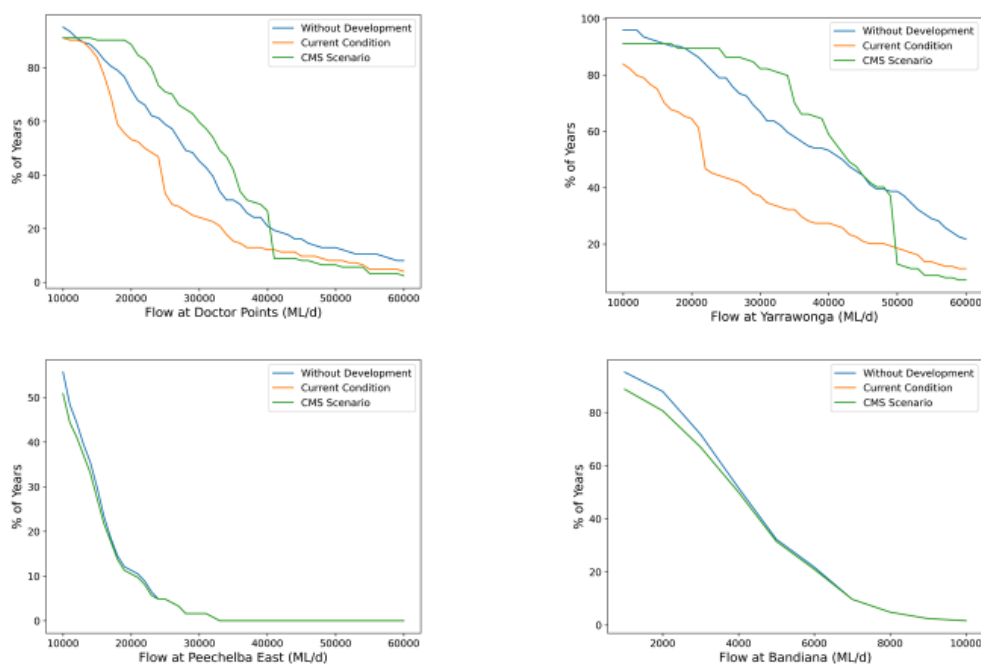 Without Development
Current Condition
CMS Scenario
% of Years
80
60
40
20
0
10000 20000 30000 40000 50000 60000
Flow at Doctor Points (ML/d)
Without Development
Current Condition
CMS Scenario
% of Years
100
80
60
40
20
10000 20000 30000 40000 50000 60000
Flow at Yarrawonga (ML/d)
Without Development
Current Condition
CMS Scenario
% of Years
50
40
30
20
10
0
10000 20000 30000 40000 50000 60000
Flow at Peechelba East (ML/d)
Without Development
Current Condition
CMS Scenario
% of Years
80
60
40
20
0
2000 4000 6000 8000 10000
Flow at Bandiana (ML/d)